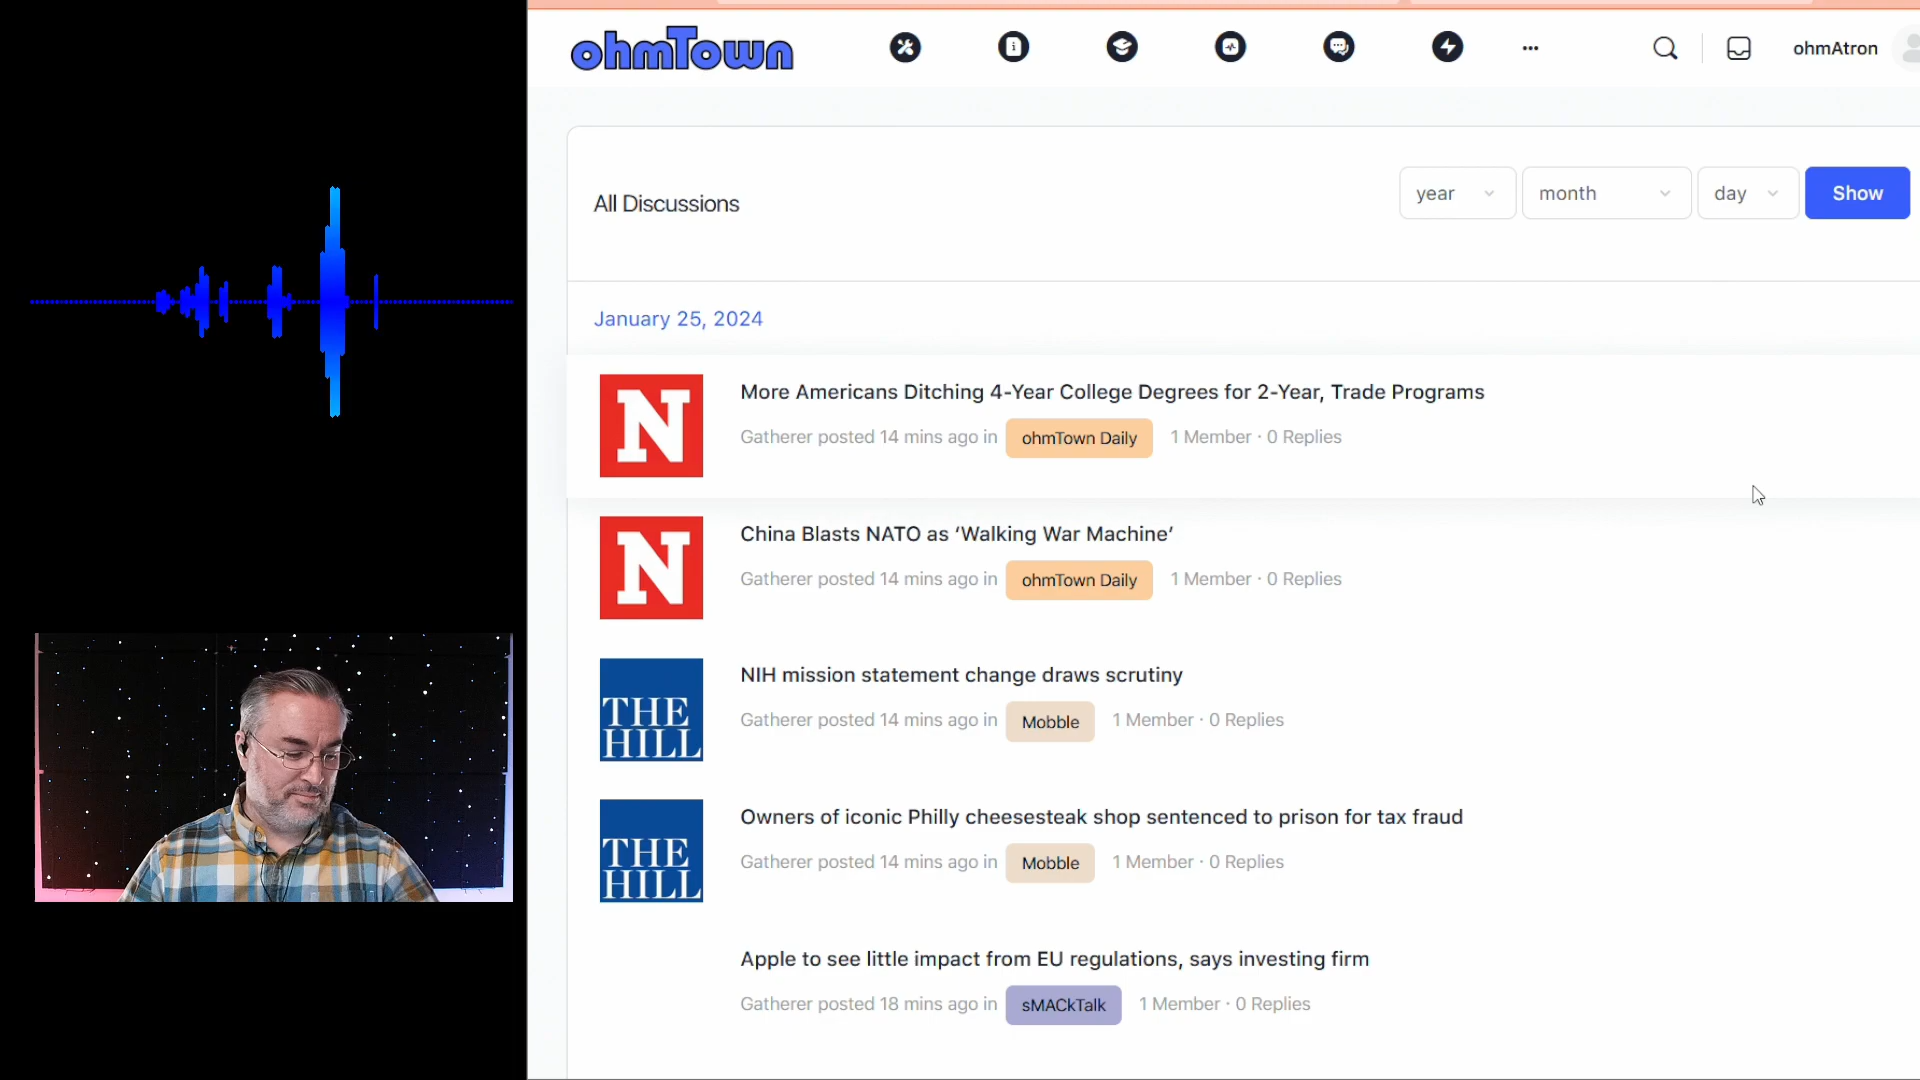 ohmTown
ohmAtron
All Discussions
year
month
day
Show
January 25, 2024
N
More Americans Ditching 4-Year College Degrees for 2-Year, Trade Programs
Gatherer posted 14 mins ago in ohmTown Daily 1 Member · 0 Replies
N
China Blasts NATO as ‘Walking War Machine’
Gatherer posted 14 mins ago in ohmTown Daily 1 Member · 0 Replies
THE
HILL
NIH mission statement change draws scrutiny
Gatherer posted 14 mins ago in Mobble 1 Member · 0 Replies
THE
HILL
Owners of iconic Philly cheesesteak shop sentenced to prison for tax fraud
Gatherer posted 14 mins ago in Mobble 1 Member · 0 Replies
Apple to see little impact from EU regulations, says investing firm
Gatherer posted 18 mins ago in sMACkTalk 1 Member · 0 Replies